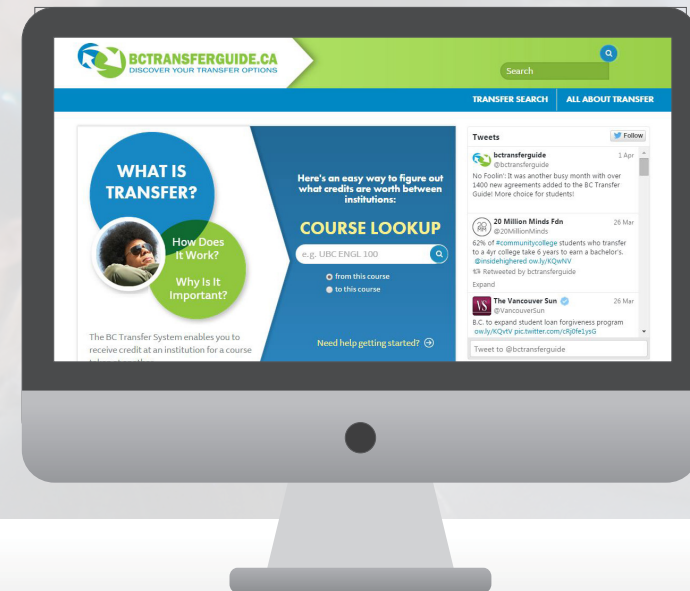 BCTRANSFERGUIDE.CA
DISCOVER YOUR TRANSFER OPTIONS
Search
TRANSFER SEARCH
ALL ABOUT TRANSFER
WHAT IS
TRANSFER?
How Does
It Work?
Why Is It
Important?
The BC Transfer System enables you to
receive credit at an institution for a course
Here's an easy way to figure out
what credits are worth between
institutions:
COURSE LOOKUP
e.g. UBC ENGL 100
from this course
to this course
Need help getting started?
Tweets
Follow
bctransferguide 1 Apr
@bctransferguide
No Foolin': It was another busy month with over
1400 new agreements added to the BC Transfer
Guide! More choice for students!
20 Million Minds Fdn 26 Mar
@20MillionMinds
62% of #communitycollege students who transfer
to a 4yr college take 6 years to earn a bachelor's.
@insidehighered ow.ly/KQwNV
Retweeted by bctransferguide
Expand
VS
The Vancouver Sun 26 Mar
@VancouverSun
B.C. to expand student loan forgiveness program
ow.ly/KQvtV pic.twitter.com/cRj0fe1ysG
Tweet to @bctransferguide